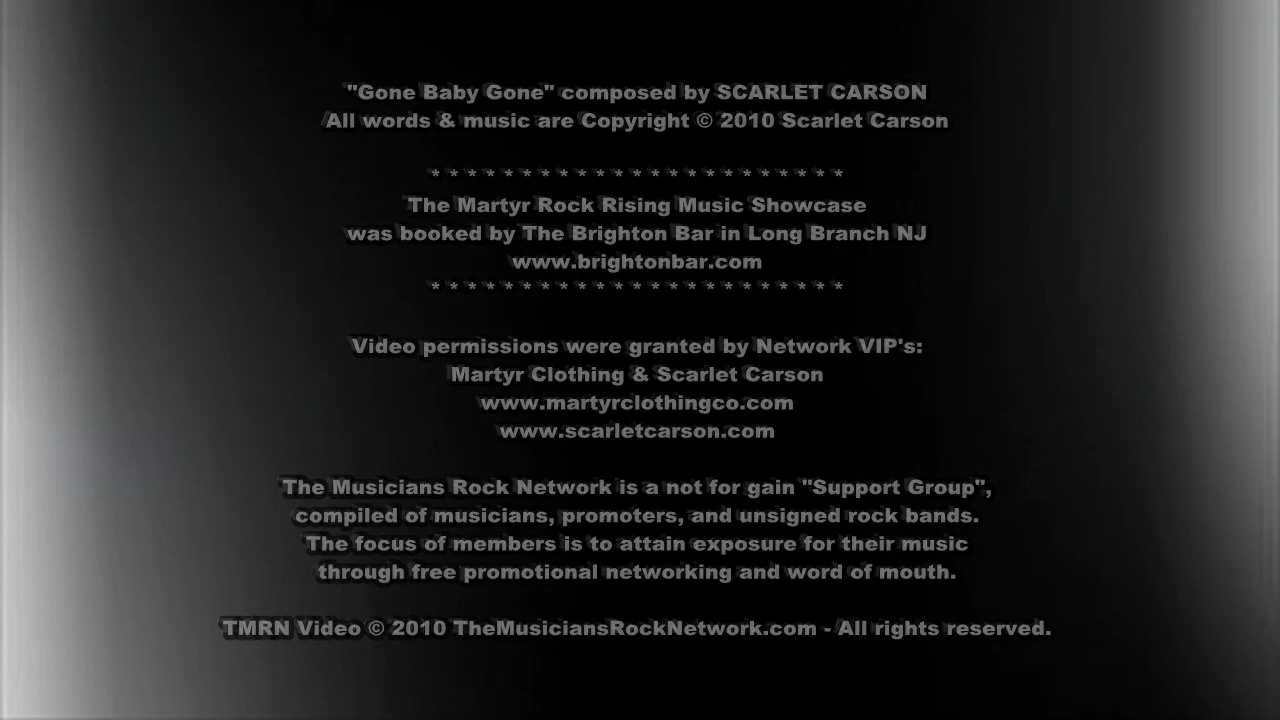 "Gone Baby Gone" composed by SCARLET CARSON
All words & music are Copyright © 2010 Scarlet Carson
* * * * * * * * * * * * * * * * * * * * * * *
The Martyr Rock Rising Music Showcase
was booked by The Brighton Bar in Long Branch NJ
www.brightonbar.com
* * * * * * * * * * * * * * * * * * * * * * *
Video permissions were granted by Network VIP's:
Martyr Clothing & Scarlet Carson
www.martyrclothingco.com
www.scarletcarson.com
The Musicians Rock Network is a not for gain "Support Group",
compiled of musicians, promoters, and unsigned rock bands.
The focus of members is to attain exposure for their music
through free promotional networking and word of mouth.
TMRN Video © 2010 TheMusiciansRockNetwork.com - All rights reserved.